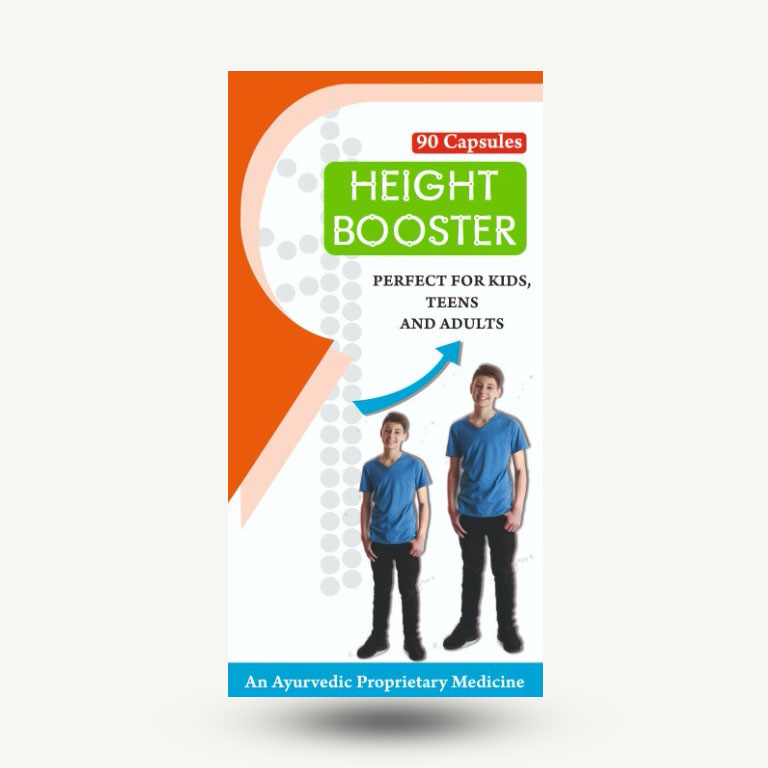 90 Capsules
HEIGHT
BOOSTER
PERFECT FOR KIDS,
TEENS
AND ADULTS
An Ayurvedic Proprietary Medicine